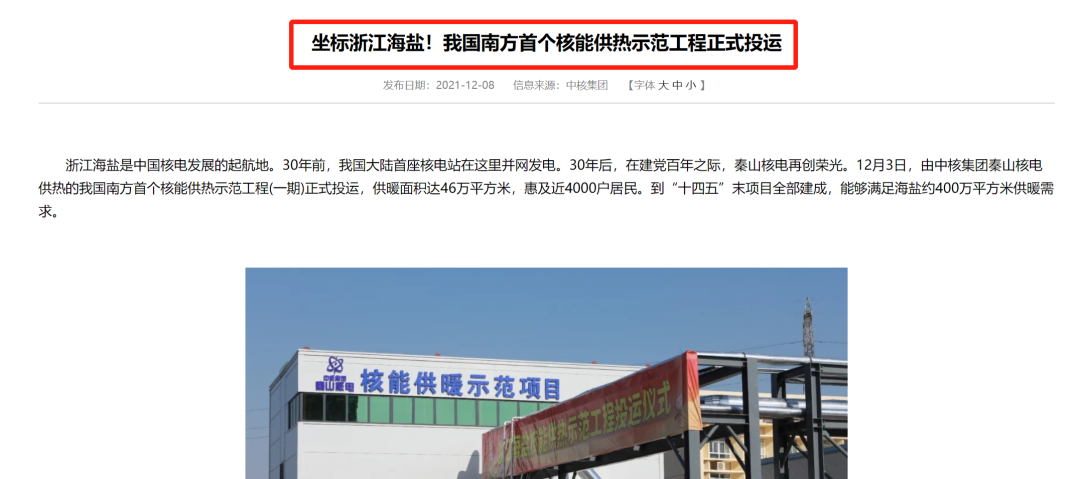 坐标浙江海盐！我国南方首个核能供热示范工程正式投运
发布日期：2021-12-08 信息来源：中核集团 【字体 大 中 小 】
浙江海盐是中国核电发展的起航地。30年前，我国大陆首座核电站在这里并网发电。30年后，在建党百年之际，秦山核电再创荣光。12月3日，由中核集团秦山核电
供热的我国南方首个核能供热示范工程(一期)正式投运，供暖面积达46万平方米，惠及近4000户居民。到“十四五”末项目全部建成，能够满足海盐约400万平方米供暖需
求。
中核集团
秦山核电 核能供暖示范项目
能供热示范工程投运仪式